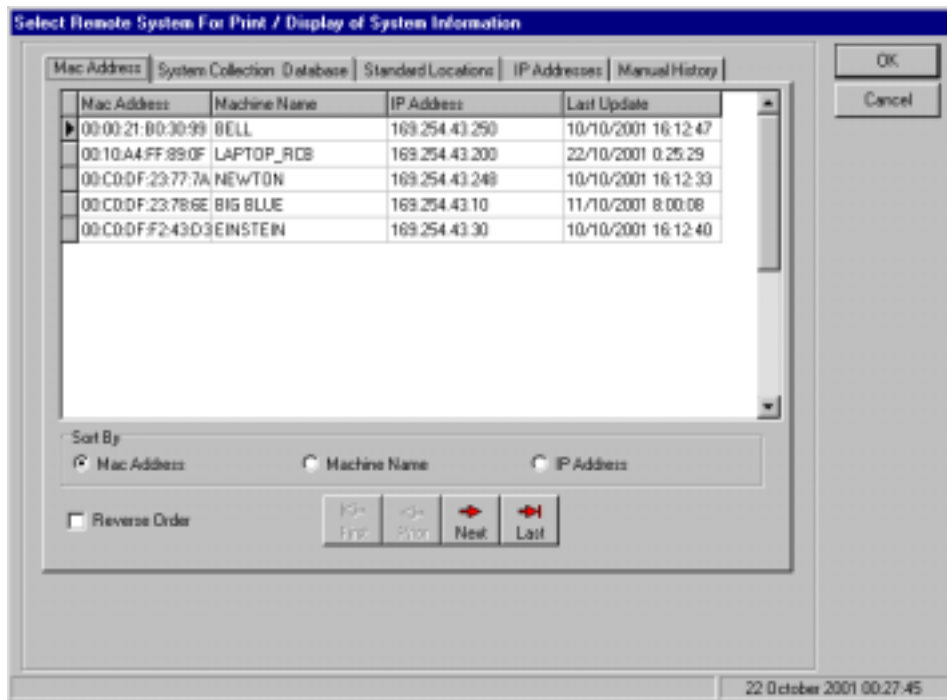 Select Remote System For Print / Display of System Information
OK
Cancel
Mac Address System Collection Database Standard Locations IP Addresses Manual History
Mac Address Machine Name IP Address Last Update
00:00:21:B0:30:99 BELL 169.254.43.250 10/10/2001 16:12:47
00:10:A4:FF:89:0F LAPTOP_RCB 169.254.43.200 22/10/2001 0:25:29
00:C0:DF:23:77:7A NEWTON 169.254.43.248 10/10/2001 16:12:33
00:C0:DF:23:78:6E BIG BLUE 169.254.43.10 11/10/2001 8:00:08
00:C0:DF:F2:43:D3 EINSTEIN 169.254.43.30 10/10/2001 16:12:40
Sort By
Mac Address Machine Name IP Address
Reverse Order
First Prior Next Last
22 October 2001 00:27:45